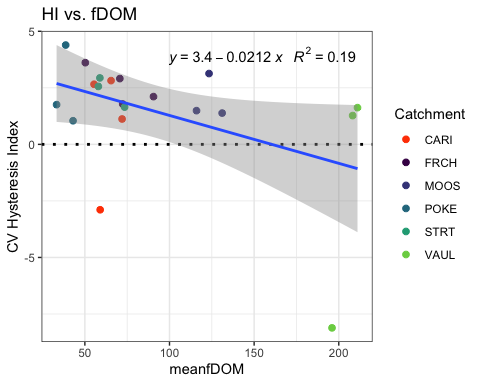 HI vs. fDOM
y = 3.4 − 0.0212 x R² = 0.19
5
0
-5
CV Hysteresis Index
50
100
150
200
meanfDOM
Catchment
CARI
FRCH
MOOS
POKE
STRT
VAUL